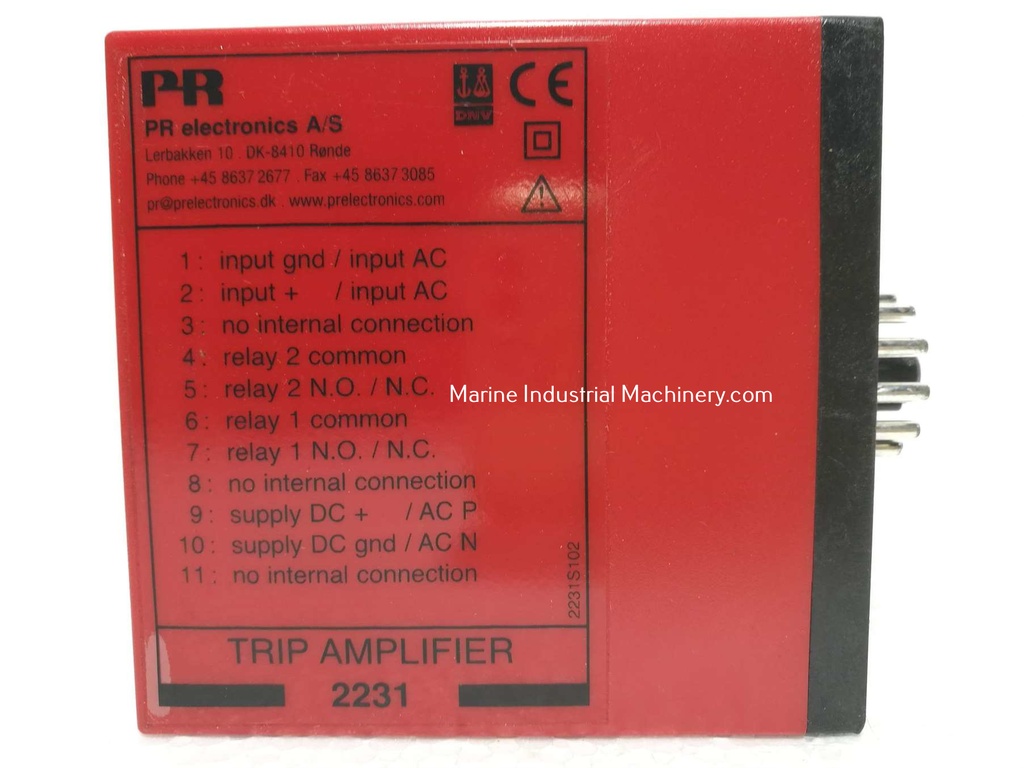 PR
PR electronics A/S
Lerbakken 10 DK-8410 Rønde
Phone +45 8637 2677 . Fax +45 8637 3085
pr@prelectronics.dk . www.prelectronics.com
DNV
CE
1 : input gnd / input AC
2 : input + / input AC
3 : no internal connection
4 : relay 2 common
5 : relay 2 N.O. / N.C.
6 : relay 1 common
7 : relay 1 N.O. / N.C.
8 : no internal connection
9 : supply DC + / AC P
10 : supply DC gnd / AC N
11 : no internal connection
2231S102
TRIP AMPLIFIER
2231
Marine Industrial Machinery.com